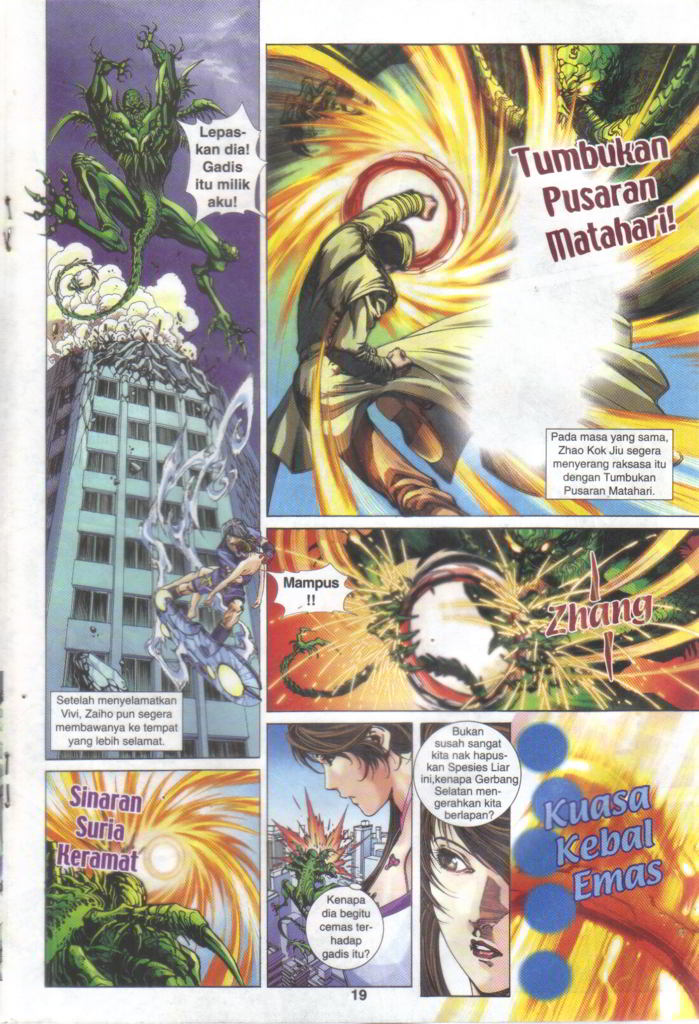 Lepas-
kan dia!
Gadis
itu milik
aku!
Setelah menyelamatkan
Vivi, Zaiho pun segera
membawanya ke tempat
yang lebih selamat.
Tumbukan
Pusaran
Matahari!
Pada masa yang sama,
Zhao Kok Jiu segera
menyerang raksasa itu
dengan Tumbukan
Pusaran Matahari.
Mampus
!!
Zhang
Sinaran
Suria
Keramat
Kenapa
dia begitu
cemas ter-
hadap
gadis itu?
Bukan
susah sangat
kita nak hapus-
kan Spesies Liar
ini,kenapa Gerbang
Selatan men-
gerahkan kita
berlapan?
Kuasa
Kebal
Emas
19